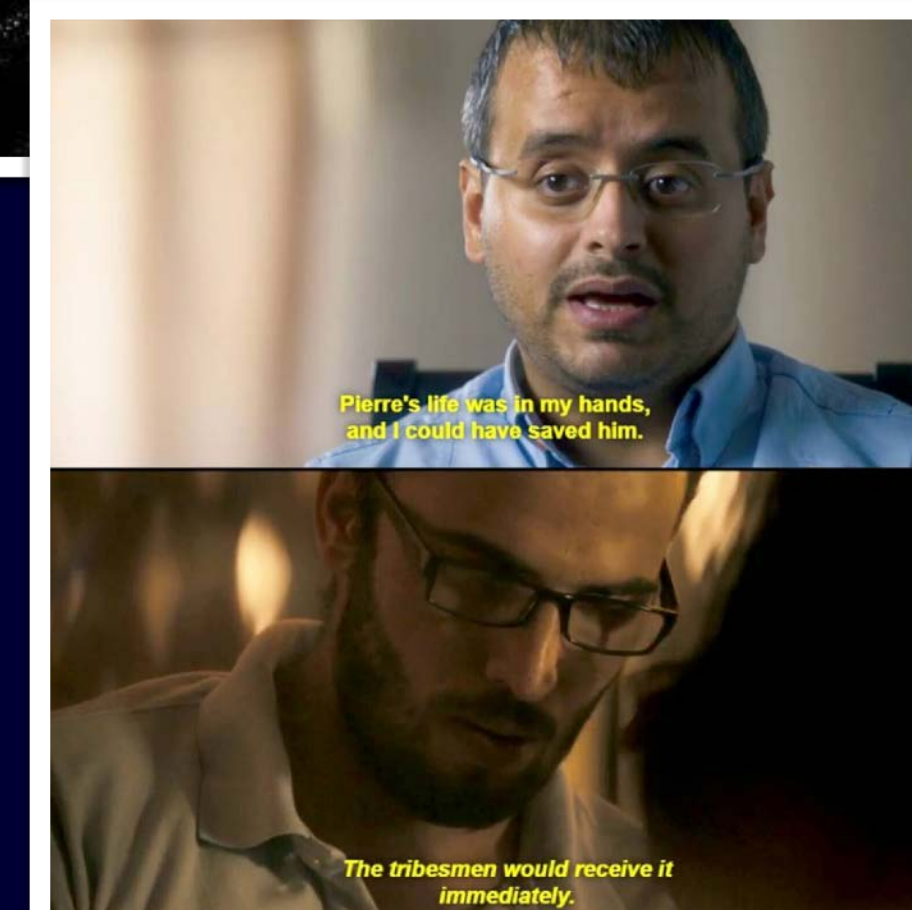 Pierre's life was in my hands,
and I could have saved him.
The tribesmen would receive it
immediately.